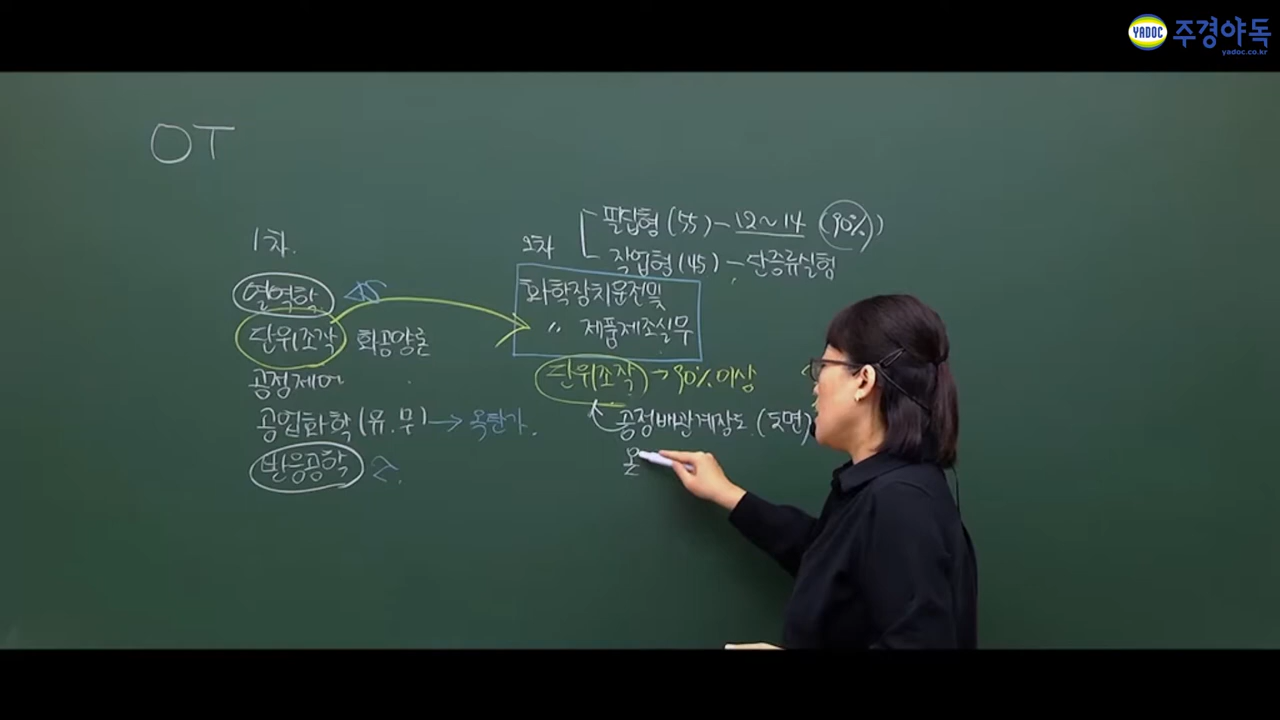 YADOC 주경야독
yadoc.co.kr
OT
1차.
열역학 ⊿S
단위조작 화공양론
공정제어
공업화학 (유.무) → 옥탄가.
반응공학
2차
필답형 (55) - 12~14 (90%)
작업형 (45) - 단증류실험
화학장치운전및
〃 제품제조실무
단위조작 → 90%이상
공정배관계장도. (도면)
온